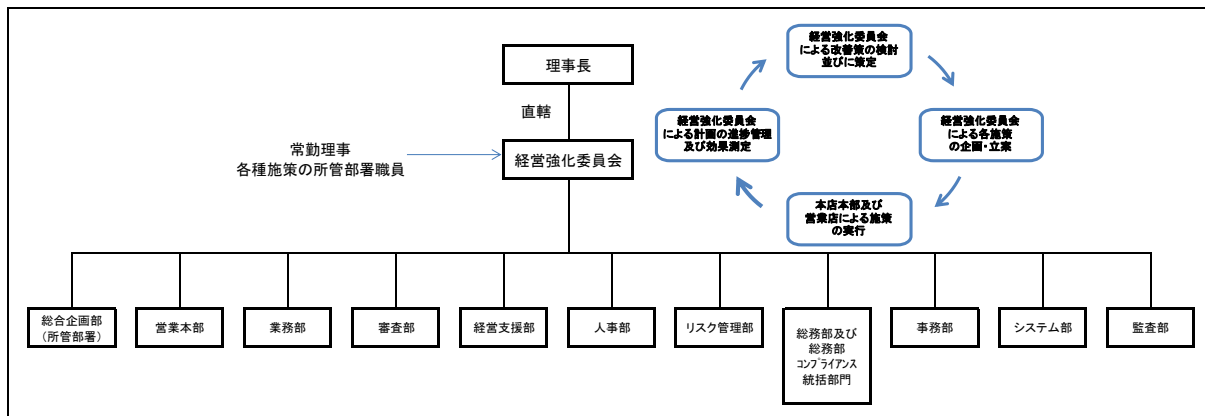 理事長
直轄
常勤理事
各種施策の所管部署職員
経営強化委員会
経営強化委員会
による改善策の検討
並びに策定
経営強化委員会
による計画の進捗管理
及び効果測定
経営強化委員会
による各施策
の企画・立案
本店本部及び
営業店による施策
の実行
総合企画部
(所管部署)
営業本部
業務部
審査部
経営支援部
人事部
リスク管理部
総務部及び
総務部
コンプライアンス
統括部門
事務部
システム部
監査部